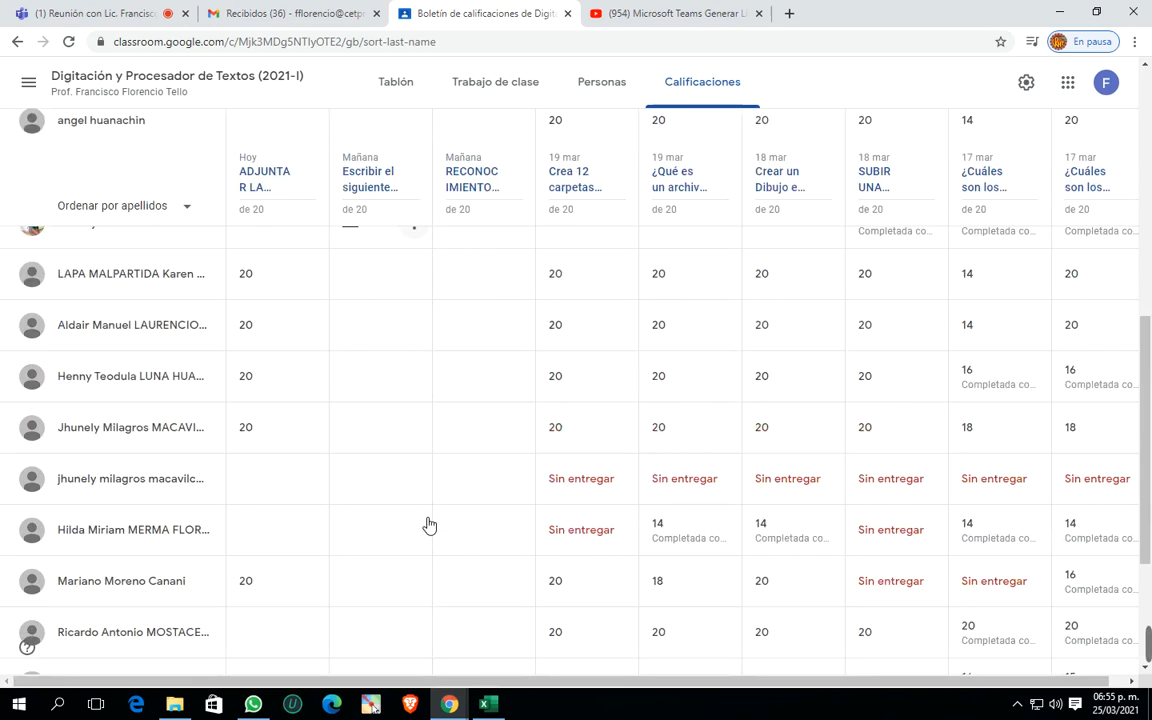 (1) Reunión con Lic. Francisc
Recibidos (36) - fflorencio@cetpr
Boletín de calificaciones de Digita
(954) Microsoft Teams Generar Li
classroom.google.com/c/Mjk3MDg5NTIyOTE2/gb/sort-last-name
En pausa
Digitación y Procesador de Textos (2021-I)
Prof. Francisco Florencio Tello
Tablón
Trabajo de clase
Personas
Calificaciones
F
angel huanachin 20 20 20 20 14 20
Hoy Mañana Mañana 19 mar 19 mar 18 mar 18 mar 17 mar 17 mar
ADJUNTA Escribir el RECONOC Crea 12 ¿Qué es Crear un SUBIR ¿Cuáles ¿Cuáles
R LA... siguiente... IMIENTO... carpetas... un archiv... Dibujo e... UNA... son los... son los...
Ordenar por apellidos de 20 de 20 de 20 de 20 de 20 de 20 de 20 de 20 de 20
Completada co... Completada co... Completada co...
LAPA MALPARTIDA Karen ... 20 20 20 20 20 14 20
Aldair Manuel LAURENCIO... 20 20 20 20 20 14 20
Henny Teodula LUNA HUA... 20 20 20 20 20 16 16
Completada co... Completada co...
Jhunely Milagros MACAVI... 20 20 20 20 20 18 18
jhunely milagros macavilc... Sin entregar Sin entregar Sin entregar Sin entregar Sin entregar Sin entregar
Hilda Miriam MERMA FLOR... Sin entregar 14 14 Sin entregar 14 14
Completada co... Completada co... Completada co... Completada co...
Mariano Moreno Canani 20 20 18 20 Sin entregar Sin entregar 16
Completada co...
Ricardo Antonio MOSTACE... 20 20 20 20 20 20
Completada co... Completada co...
06:55 p. m.
25/03/2021